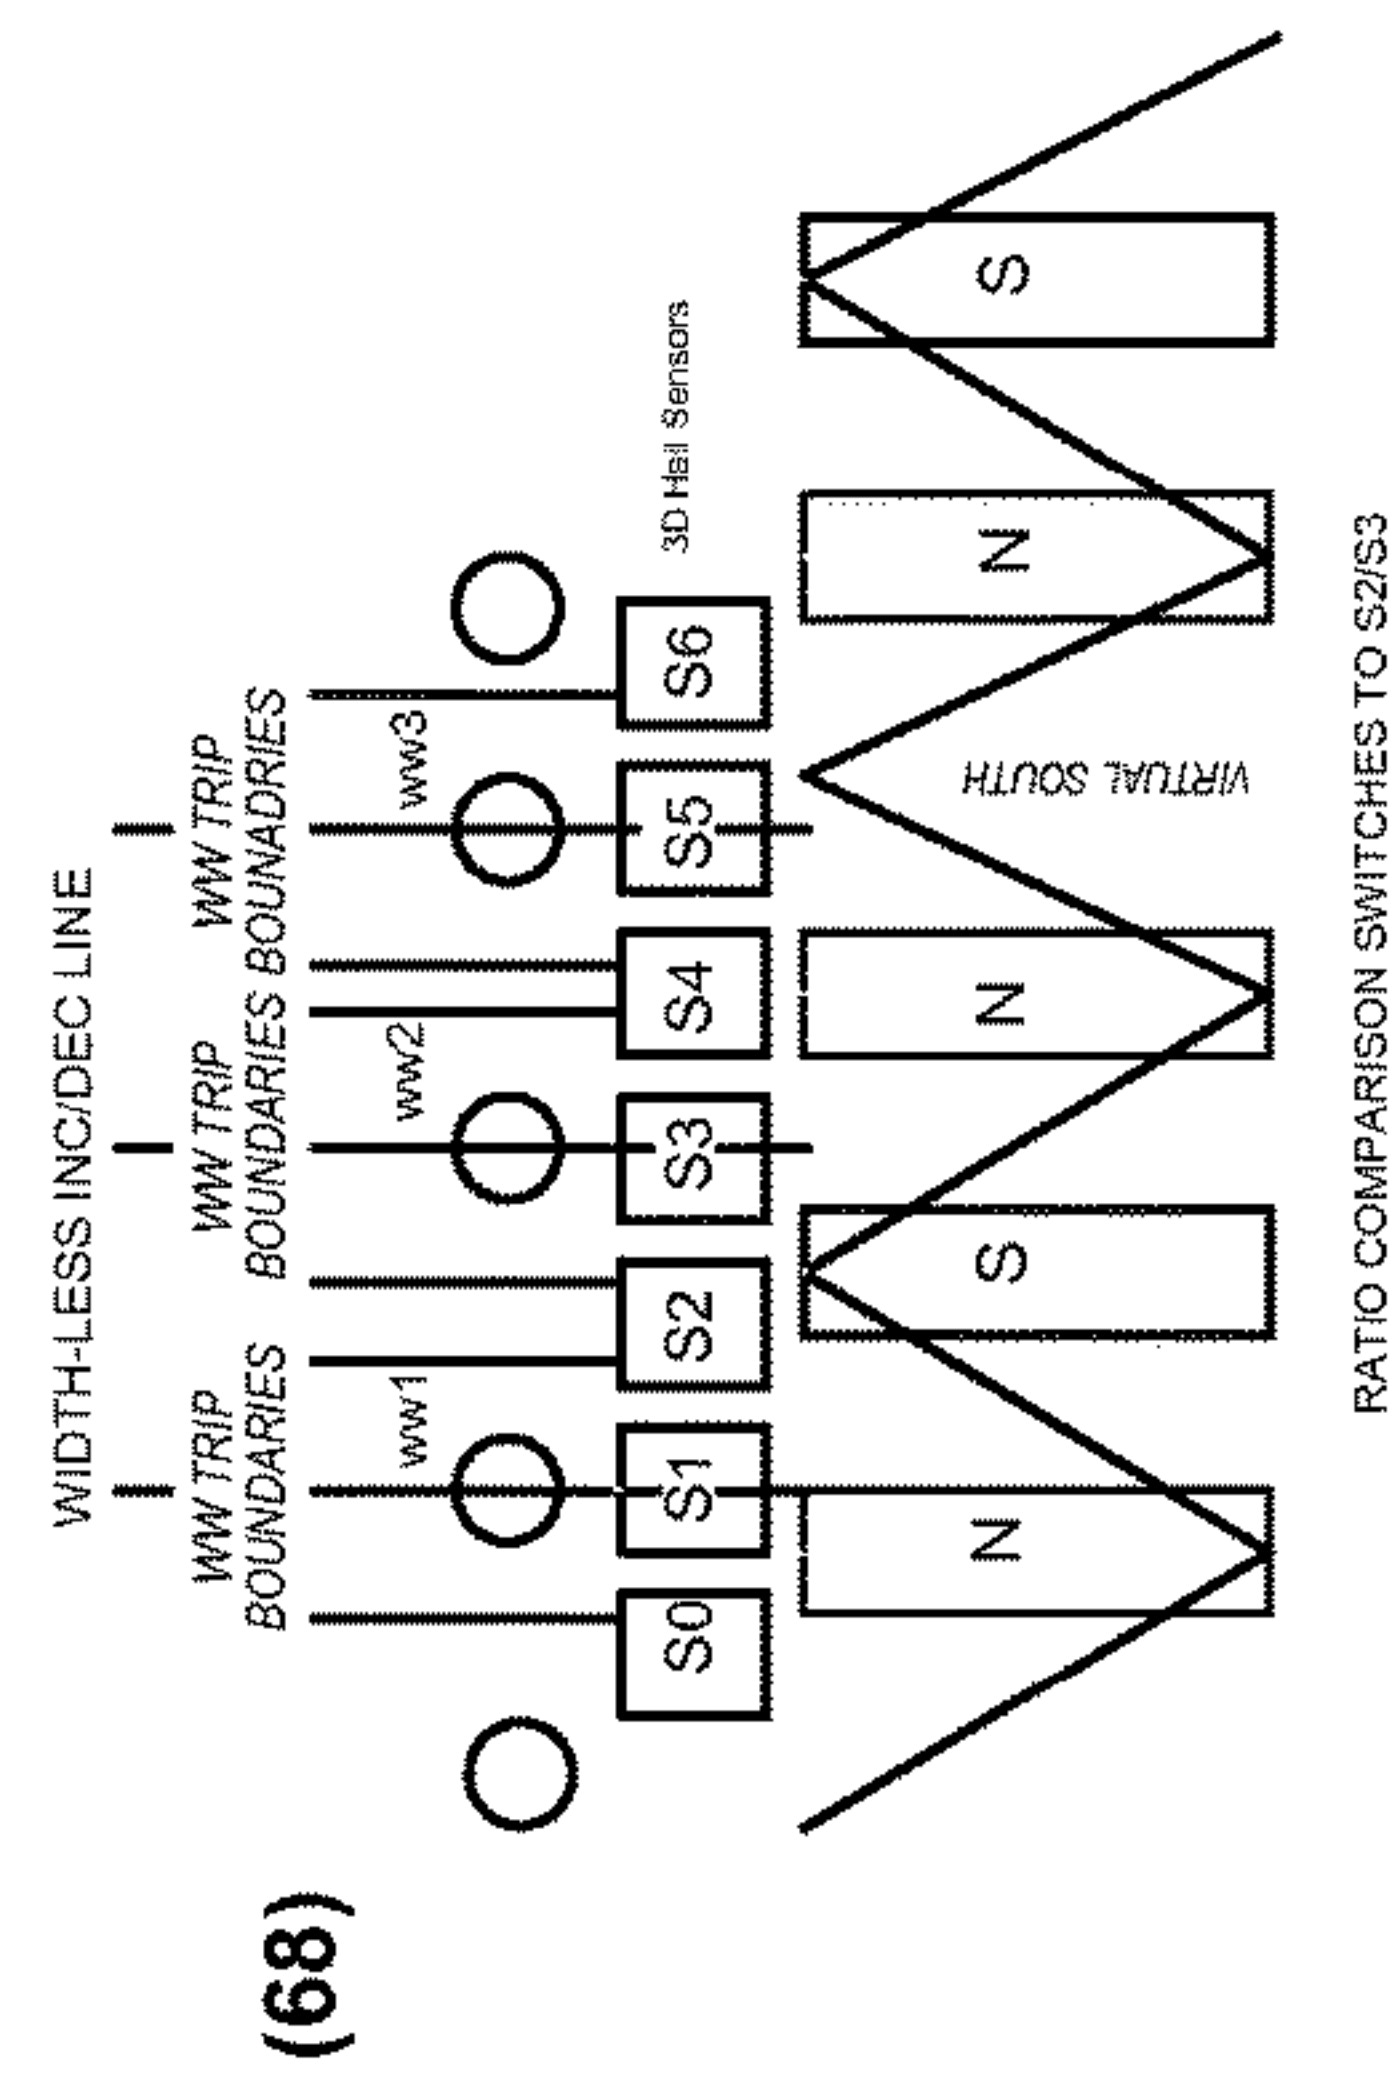 (68)
WIDTH-LESS INC/DEC LINE
WW TRIP WW TRIP WW TRIP
BOUNDARIES BOUNDARIES BOUNADRIES
ww1 ww2 ww3
S0 S1 S2 S3 S4 S5 S6 3D Hall Sensors
N S N VIRTUAL SOUTH N S
RATIO COMPARISON SWITCHES TO S2/S3